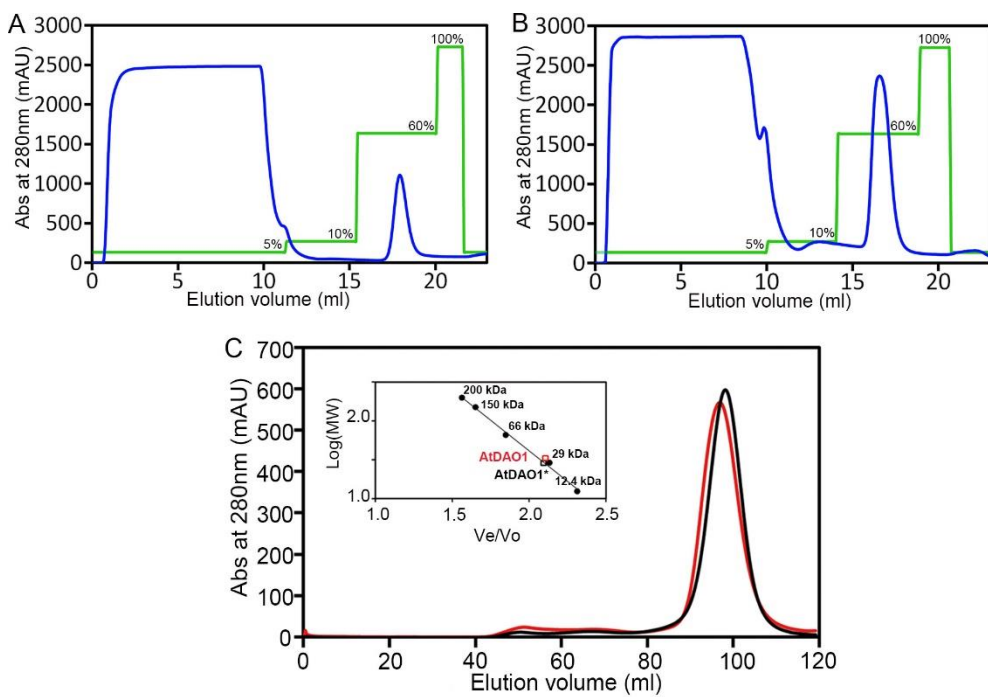 A
Abs at 280nm (mAU)
3000
2500
2000
1500
1000
500
0
0 5 10 15 20
Elution volume (ml)
5%
10%
60%
100%
B
Abs at 280nm (mAU)
3000
2500
2000
1500
1000
500
0
0 5 10 15 20
Elution volume (ml)
5%
10%
60%
100%
C
Abs at 280nm (mAU)
700
600
500
400
300
200
100
0
0 20 40 60 80 100 120
Elution volume (ml)
Log(MW)
2.0
1.0
1.0 1.5 2.0 2.5
Ve/Vo
200 kDa
150 kDa
66 kDa
AtDAO1
29 kDa
AtDAO1*
12.4 kDa